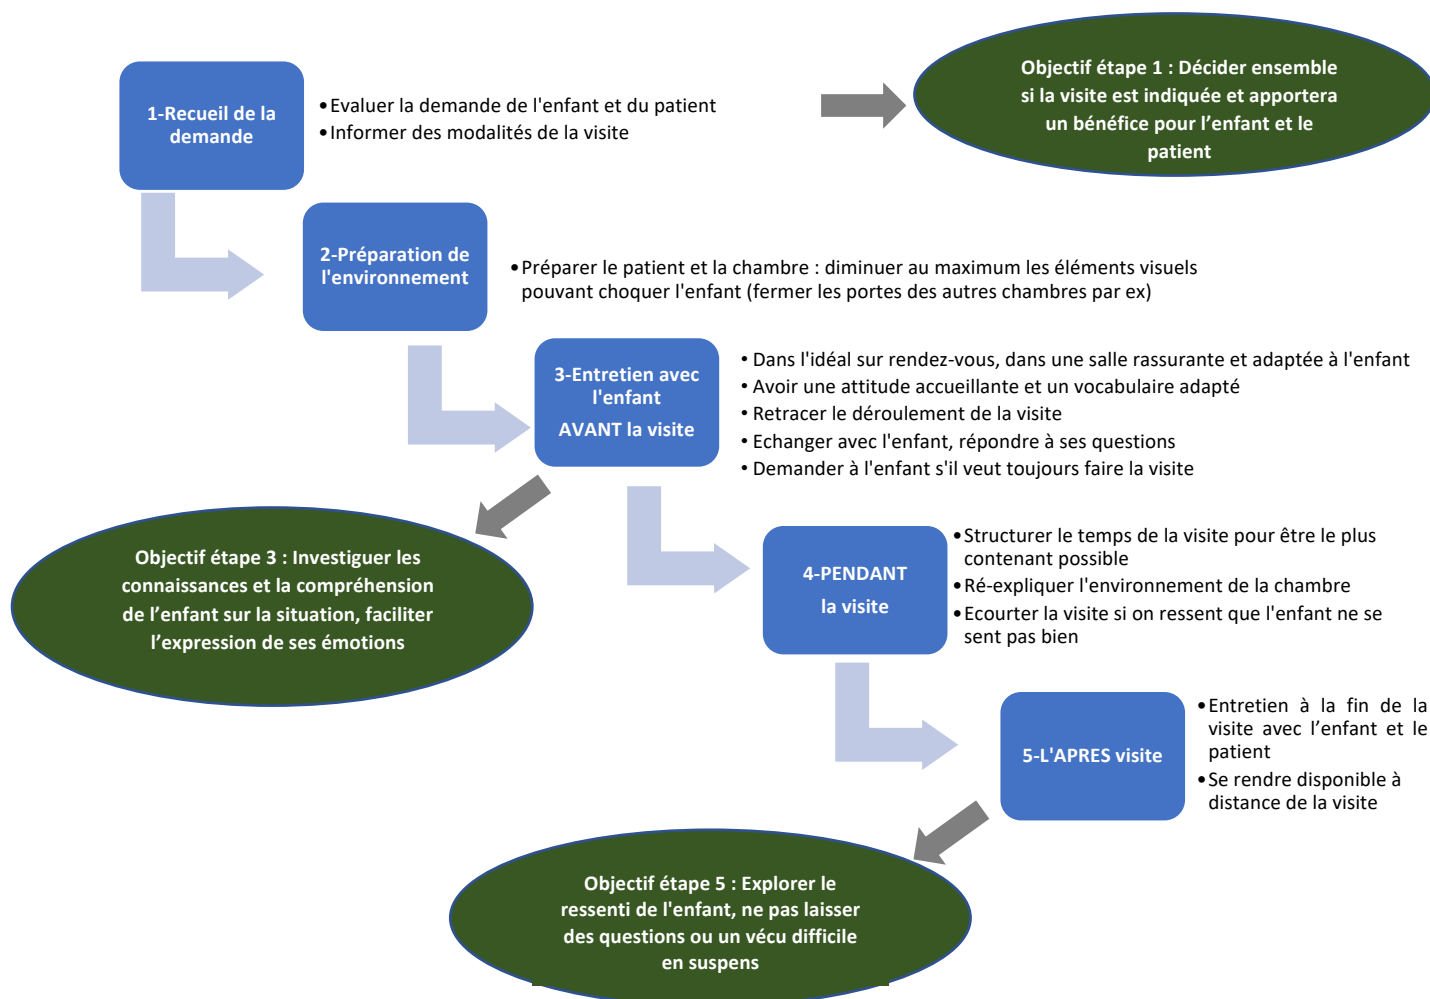 1-Recueil de la
demande
•Evaluer la demande de l'enfant et du patient
•Informer des modalités de la visite
Objectif étape 1 : Décider ensemble
si la visite est indiquée et apportera
un bénéfice pour l’enfant et le
patient
2-Préparation de
l'environnement
•Préparer le patient et la chambre : diminuer au maximum les éléments visuels
pouvant choquer l'enfant (fermer les portes des autres chambres par ex)
3-Entretien avec
l'enfant
AVANT la visite
• Dans l'idéal sur rendez-vous, dans une salle rassurante et adaptée à l'enfant
• Avoir une attitude accueillante et un vocabulaire adapté
• Retracer le déroulement de la visite
• Echanger avec l'enfant, répondre à ses questions
• Demander à l'enfant s'il veut toujours faire la visite
Objectif étape 3 : Investiguer les
connaissances et la compréhension
de l’enfant sur la situation, faciliter
l’expression de ses émotions
4-PENDANT
la visite
•Structurer le temps de la visite pour être le plus
contenant possible
•Ré-expliquer l'environnement de la chambre
•Ecourter la visite si on ressent que l'enfant ne se
sent pas bien
5-L'APRES visite
•Entretien à la fin de la
visite avec l’enfant et le
patient
•Se rendre disponible à
distance de la visite
Objectif étape 5 : Explorer le
ressenti de l'enfant, ne pas laisser
des questions ou un vécu difficile
en suspens